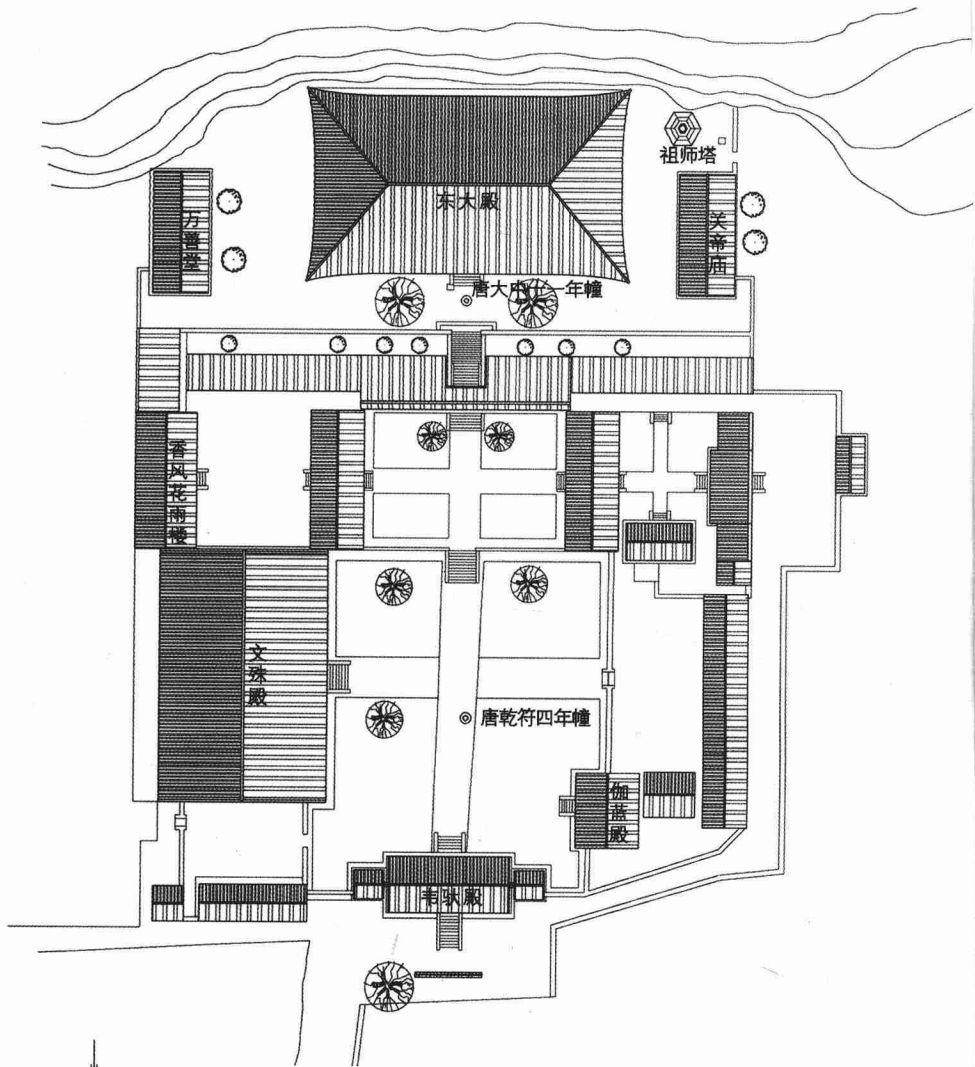 祖师塔
东大殿
万善堂
关帝庙
唐大中十一年幢
香风花雨楼
文殊殿
唐乾符四年幢
伽蓝殿
韦驮殿